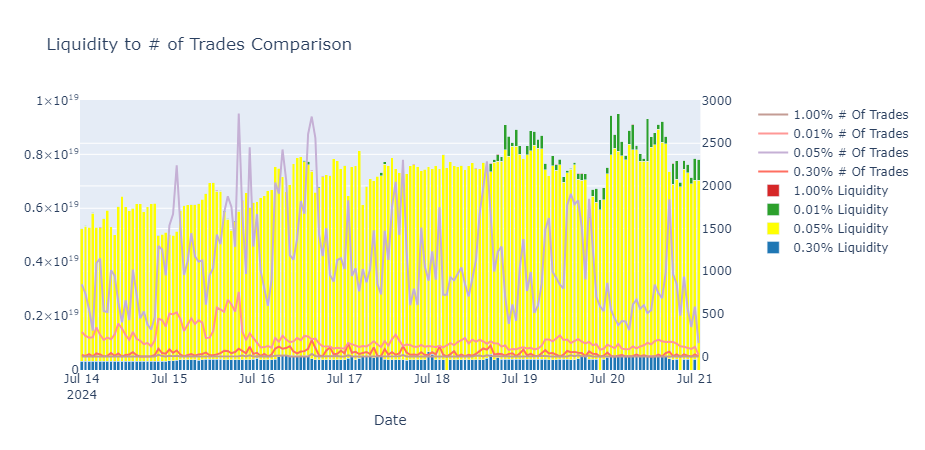 Liquidity to # of Trades Comparison
1×10¹⁹
0.8×10¹⁹
0.6×10¹⁹
0.4×10¹⁹
0.2×10¹⁹
0
3000
2500
2000
1500
1000
500
0
Jul 14
2024
Jul 15
Jul 16
Jul 17
Jul 18
Jul 19
Jul 20
Jul 21
Date
1.00% # Of Trades
0.01% # Of Trades
0.05% # Of Trades
0.30% # Of Trades
1.00% Liquidity
0.01% Liquidity
0.05% Liquidity
0.30% Liquidity